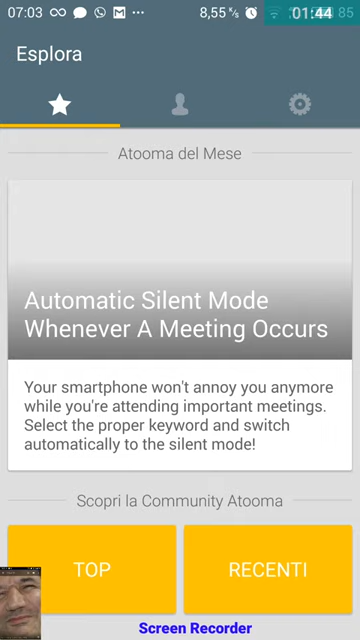 07:03 8,55 K/s 01:44 85
Esplora
Atooma del Mese
Automatic Silent Mode
Whenever A Meeting Occurs
Your smartphone won't annoy you anymore
while you're attending important meetings.
Select the proper keyword and switch
automatically to the silent mode!
Scopri la Community Atooma
TOP RECENTI
Screen Recorder